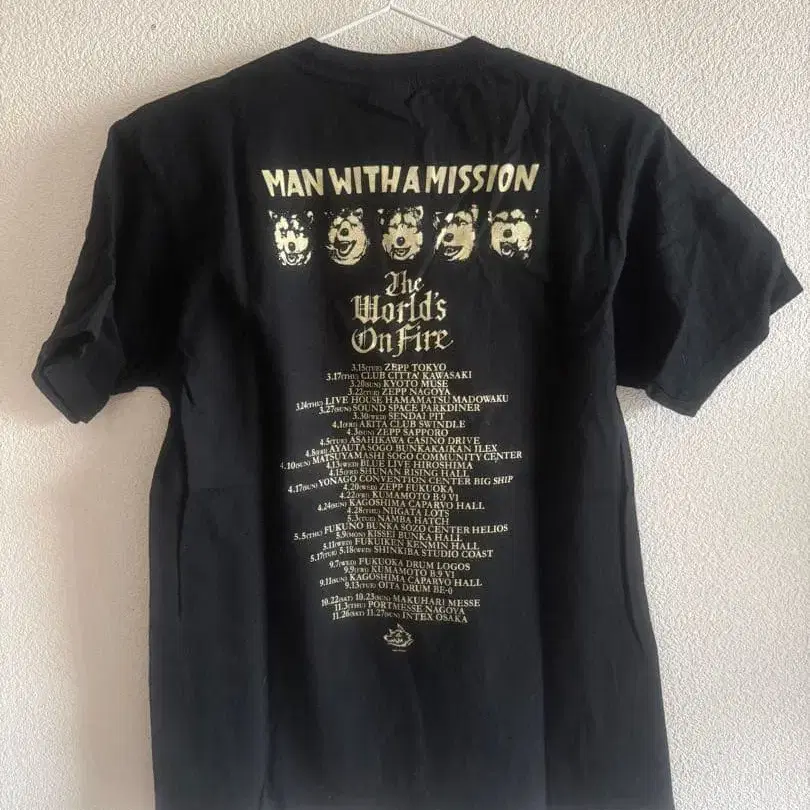 MAN WITH A MISSION
The
World's
On Fire
3.15(TUE) ZEPP TOKYO
3.17(THU) CLUB CITTA' KAWASAKI
3.20(SUN) KYOTO MUSE
3.22(TUE) ZEPP NAGOYA
3.24(THU) LIVE HOUSE HAMAMATSU MADOWAKU
3.27(SUN) SOUND SPACE PARKDINER
3.30(WED) SENDAI PIT
4.1(FRI) AKITA CLUB SWINDLE
4.3(SUN) ZEPP SAPPORO
4.5(TUE) ASAHIKAWA CASINO DRIVE
4.8(FRI) AYAUTA SOGO BUNKAKAIKAN ILEX
4.10(SUN) MATSUYAMASHI SOGO COMMUNITY CENTER
4.13(WED) BLUE LIVE HIROSHIMA
4.15(FRI) SHUNAN RISING HALL
4.17(SUN) YONAGO CONVENTION CENTER BIG SHIP
4.20(WED) ZEPP FUKUOKA
4.22(FRI) KUMAMOTO B.9 V1
4.24(SUN) KAGOSHIMA CAPARVO HALL
4.28(THU) NIIGATA LOTS
5.3(TUE) NAMBA HATCH
5.5(THU) FUKUNO BUNKA SOZO CENTER HELIOS
5.9(MON) KISSEI BUNKA HALL
5.11(WED) FUKUIKEN KENMIN HALL
5.17(TUE) 5.18(WED) SHINKIBA STUDIO COAST
9.7(WED) FUKUOKA DRUM LOGOS
9.9(FRI) KUMAMOTO B.9 V1
9.11(SUN) KAGOSHIMA CAPARVO HALL
9.13(TUE) OITA DRUM BE-0
10.22(SAT) 10.23(SUN) MAKUHARI MESSE
11.3(THU) PORTMESSE NAGOYA
11.26(SAT) 11.27(SUN) INTEX OSAKA